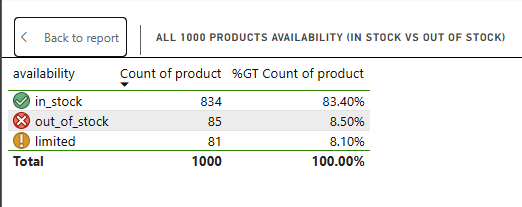 Back to report
ALL 1000 PRODUCTS AVAILABILITY (IN STOCK VS OUT OF STOCK)
availability Count of product %GT Count of product
in_stock 834 83.40%
out_of_stock 85 8.50%
limited 81 8.10%
Total 1000 100.00%